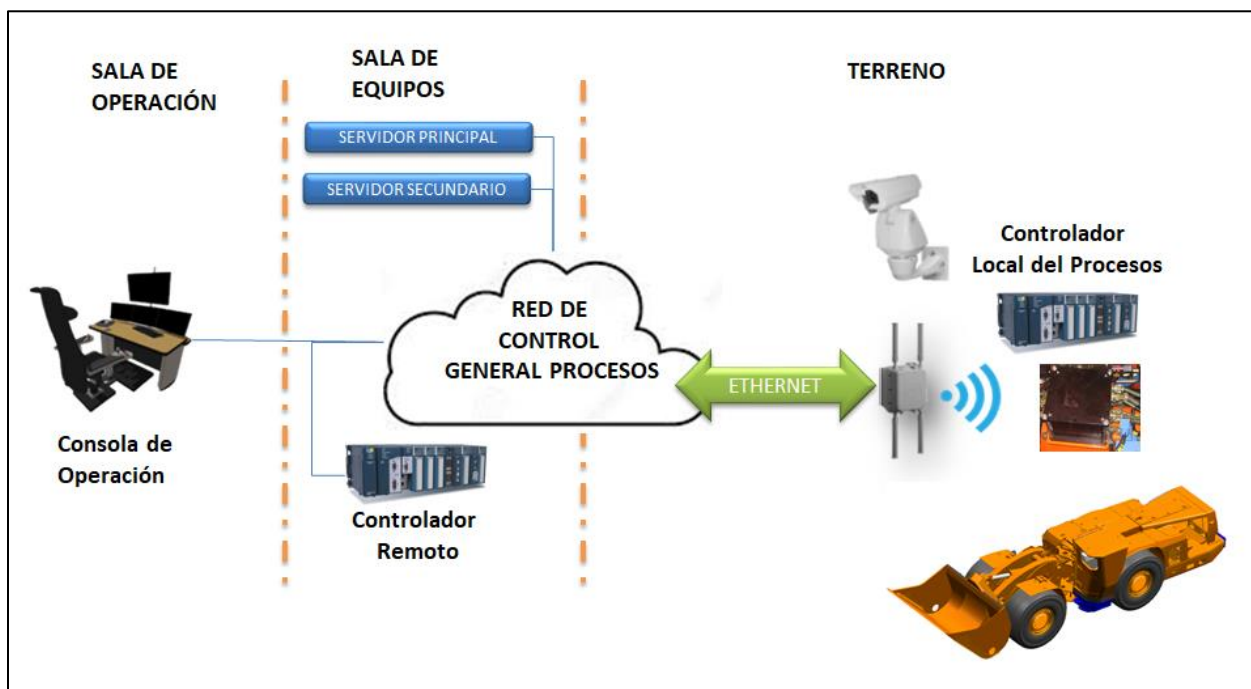 SALA DE
OPERACIÓN
SALA DE
EQUIPOS
TERRENO
SERVIDOR PRINCIPAL
SERVIDOR SECUNDARIO
Controlador
Local del Procesos
RED DE
CONTROL
GENERAL PROCESOS
ETHERNET
Consola de
Operación
Controlador
Remoto